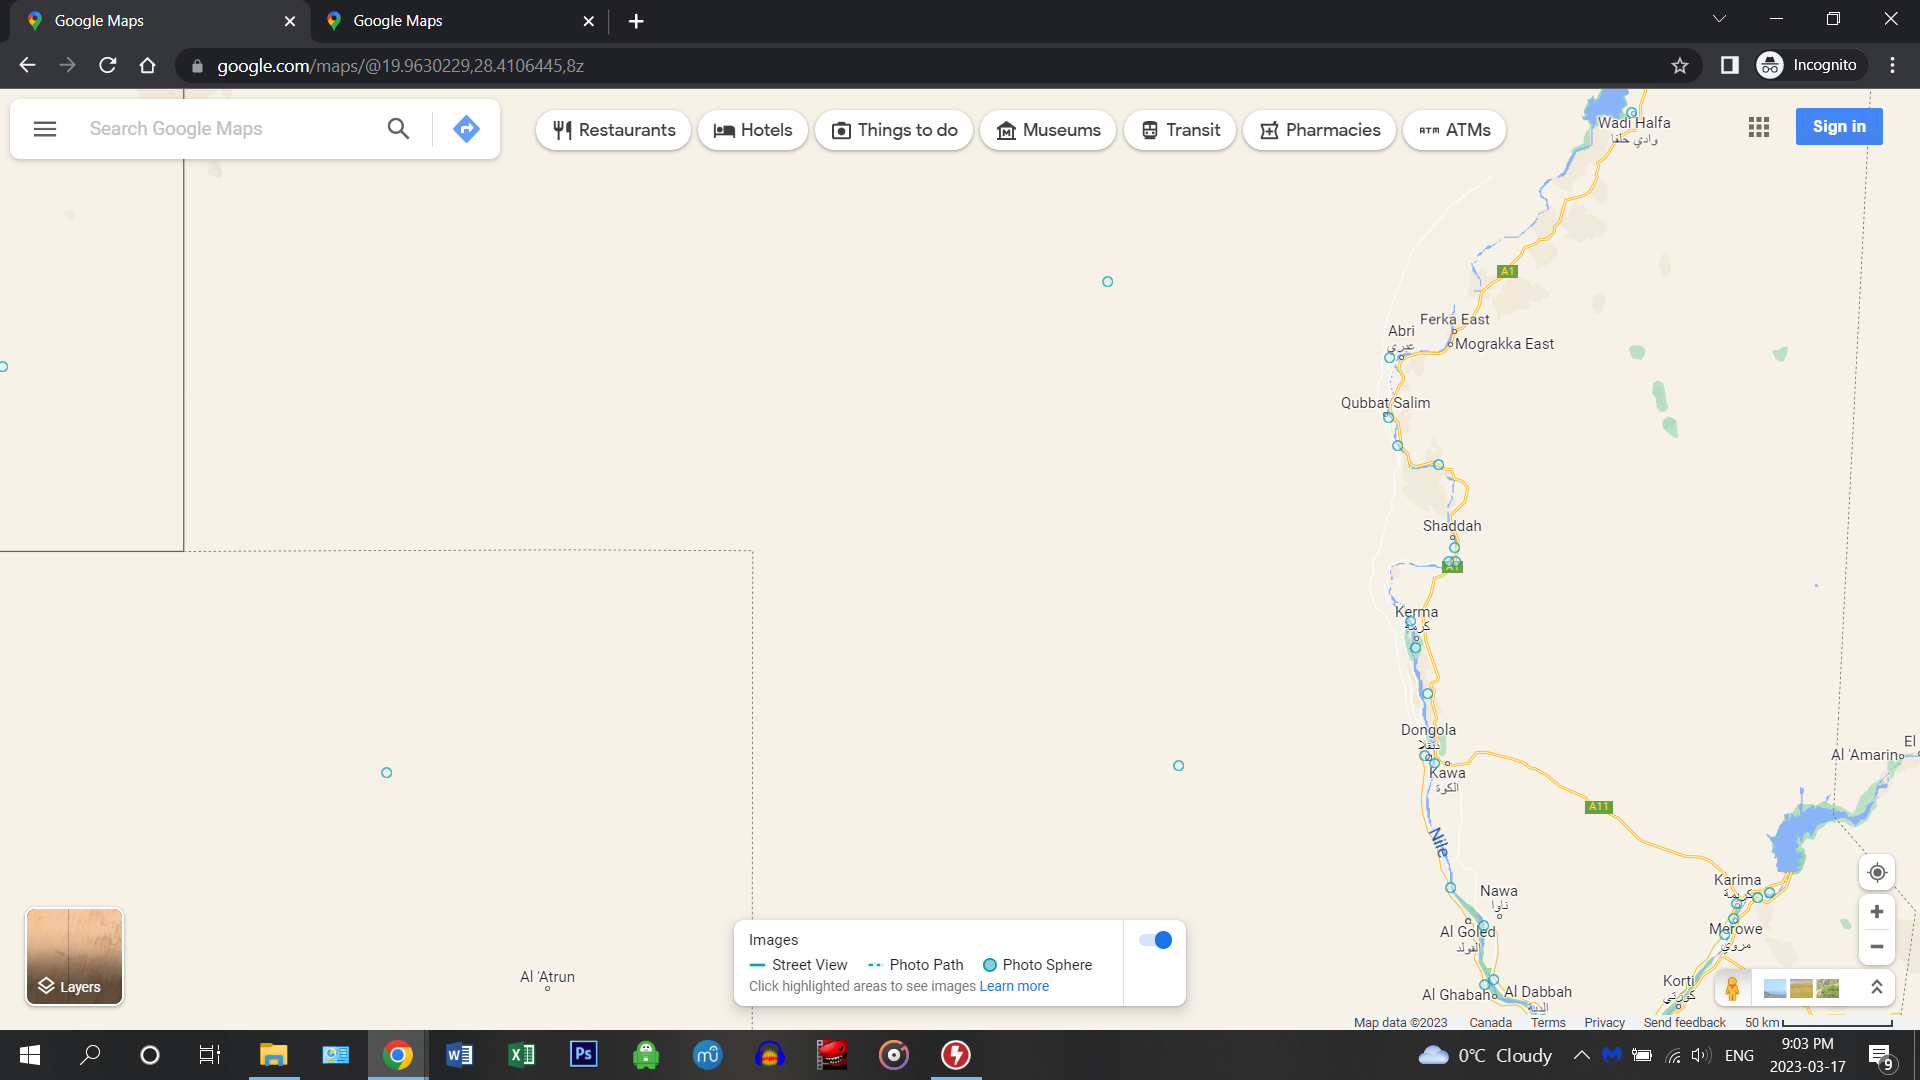 Google Maps
Google Maps
google.com/maps/@19.9630229,28.4106445,8z
Incognito
Search Google Maps
Restaurants
Hotels
Things to do
Museums
Transit
Pharmacies
ATM ATMs
Sign in
Wadi Halfa
وادي حلفا
A1
Ferka East
Abri
عبري
Mograkka East
Qubbat Salim
Shaddah
A1
Kerma
كرمة
Dongola
دنقلا
Kawa
الكوة
Al 'Amarin
El
A11
Nile
Karima
كريمة
Nawa
ناوا
Merowe
مروي
Al Goled
القولد
Korti
كورتي
Al Ghabah
Al Dabbah
الدبة
Al 'Atrun
Layers
Images
Street View
Photo Path
Photo Sphere
Click highlighted areas to see images Learn more
Map data ©2023 Canada Terms Privacy Send feedback 50 km
W
X
Ps
mü
0°C Cloudy
ENG
9:03 PM
2023-03-17
9